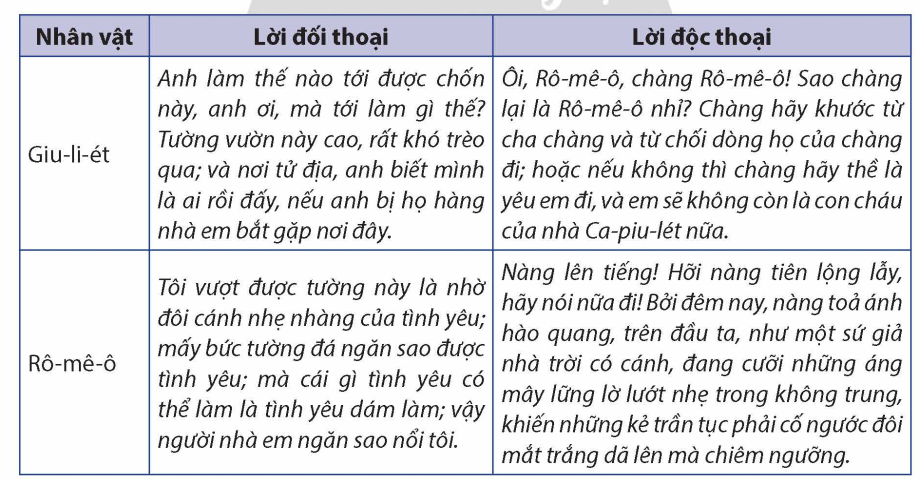 Nhân vật
Lời đối thoại
Lời độc thoại
Giu-li-ét
Anh làm thế nào tới được chốn
này, anh ơi, mà tới làm gì thế?
Tường vườn này cao, rất khó trèo
qua; và nơi tử địa, anh biết mình
là ai rồi đấy, nếu anh bị họ hàng
nhà em bắt gặp nơi đây.
Ôi, Rô-mê-ô, chàng Rô-mê-ô! Sao chàng
lại là Rô-mê-ô nhỉ? Chàng hãy khước từ
cha chàng và từ chối dòng họ của chàng
đi; hoặc nếu không thì chàng hãy thề là
yêu em đi, và em sẽ không còn là con cháu
của nhà Ca-piu-lét nữa.
Rô-mê-ô
Tôi vượt được tường này là nhờ
đôi cánh nhẹ nhàng của tình yêu;
mấy bức tường đá ngăn sao được
tình yêu; mà cái gì tình yêu có
thể làm là tình yêu dám làm; vậy
người nhà em ngăn sao nổi tôi.
Nàng lên tiếng! Hỡi nàng tiên lộng lẫy,
hãy nói nữa đi! Bởi đêm nay, nàng toả ánh
hào quang, trên đầu ta, như một sứ giả
nhà trời có cánh, đang cưỡi những áng
mây lững lờ lướt nhẹ trong không trung,
khiến những kẻ trần tục phải cố ngước đôi
mắt trắng dã lên mà chiêm ngưỡng.